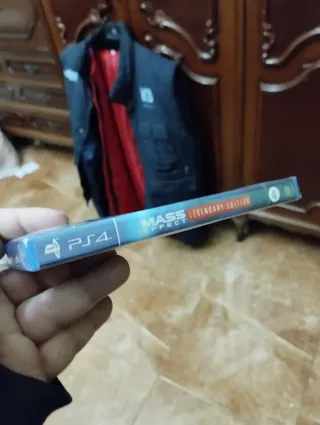 PS4
MASS
EFFECT
LEGENDARY EDITION